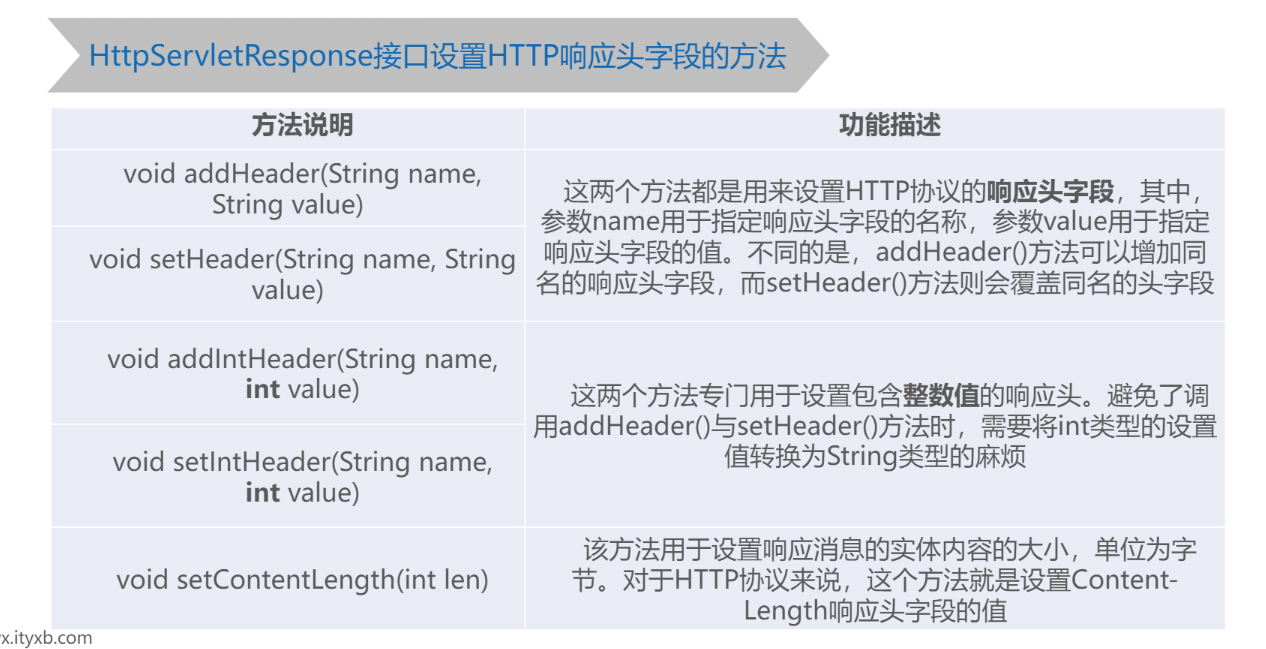 HttpServletResponse接口设置HTTP响应头字段的方法
方法说明
功能描述
void addHeader(String name,
String value)
这两个方法都是用来设置HTTP协议的响应头字段，其中，
参数name用于指定响应头字段的名称，参数value用于指定
响应头字段的值。不同的是，addHeader()方法可以增加同
名的响应头字段，而setHeader()方法则会覆盖同名的头字段
void setHeader(String name, String
value)
void addIntHeader(String name,
int value)
这两个方法专门用于设置包含整数值的响应头。避免了调
用addHeader()与setHeader()方法时，需要将int类型的设置
值转换为String类型的麻烦
void setIntHeader(String name,
int value)
void setContentLength(int len)
该方法用于设置响应消息的实体内容的大小，单位为字
节。对于HTTP协议来说，这个方法就是设置Content-
Length响应头字段的值
x.ityxb.com